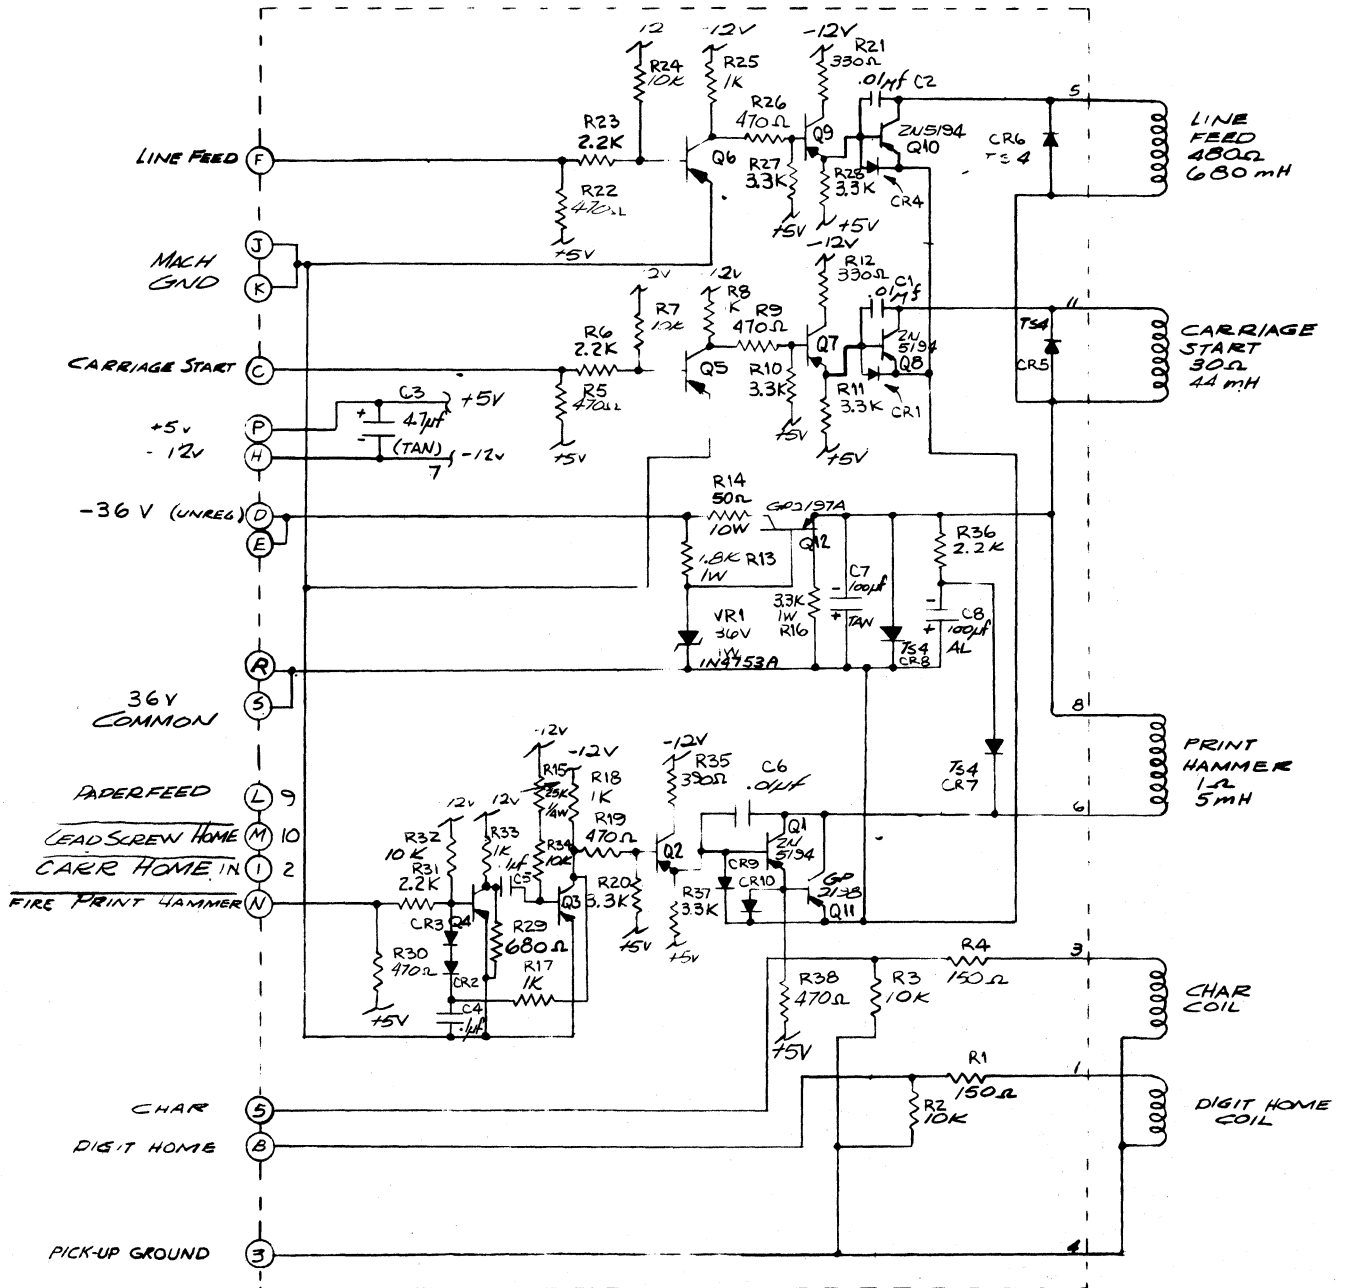 12
-12V
-12V
R24
10K
R25
1K
R21
330Ω
.01Mf C2
R23
2.2K
R26
470Ω
Q9
2N5194
Q10
5
LINE
FEED
480Ω
680 mH
CR6
TS4
LINE FEED F
Q6
R22
470Ω
R27
3.3K
R28
3.3K
CR4
+5V
+5V
+5V
J
MACH
GND
K
-12V
2v
12v
R12
330Ω
C1
.01Mf
R7
10K
R8
K
R9
470Ω
R6
2.2K
Q7
2N
5194
Q8
11
TS4
CR5
CARRIAGE
START
30Ω
44 mH
CARRIAGE START C
Q5
R10
3.3K
R11
3.3K
CR1
R5
470Ω
C3
+ 4.7µf
- (TAN)
+5V
+5V P
+5V
+5V
+5V
- 12V H
7 -12V
R14
50Ω
10W
GP2197A
Q12
-36 V (UNREG) D
E
R36
2.2K
1.8K R13
1W
C7
- 100µf
+ TAN
3.3K
1W
R16
VR1
36V
1W
1N4753A
TS4
CR8
- C8
+ 100µf
AL
R
S
36V
COMMON
8
TS4
CR7
PRINT
HAMMER
1Ω
5mH
6
-12V
-12V
-12V
R15
25K
1/4W
R18
1K
R35
390Ω
C6
.01µf
PAPERFEED L 9
LEADSCREW HOME M 10
CARR HOME IN 1 2
FIRE PRINT HAMMER N
12V
12V
R32
10K
R33
1K
.1µf
C5
R34
10K
R19
470Ω
Q2
Q1
2N
5194
R31
2.2K
CR9
CR10
GP
2138
Q11
CR3
Q4
Q3
R20
3.3K
R37
3.3K
R29
680Ω
R30
470Ω
CR2
R17
1K
+5V
+5V
+5V
C4
.1µf
R38
470Ω
+5V
R3
10K
R4
150Ω
3
CHAR
COIL
R1
150Ω
1
R2
10K
DIGIT HOME
COIL
CHAR 5
DIGIT HOME B
PICK-UP GROUND 3
4